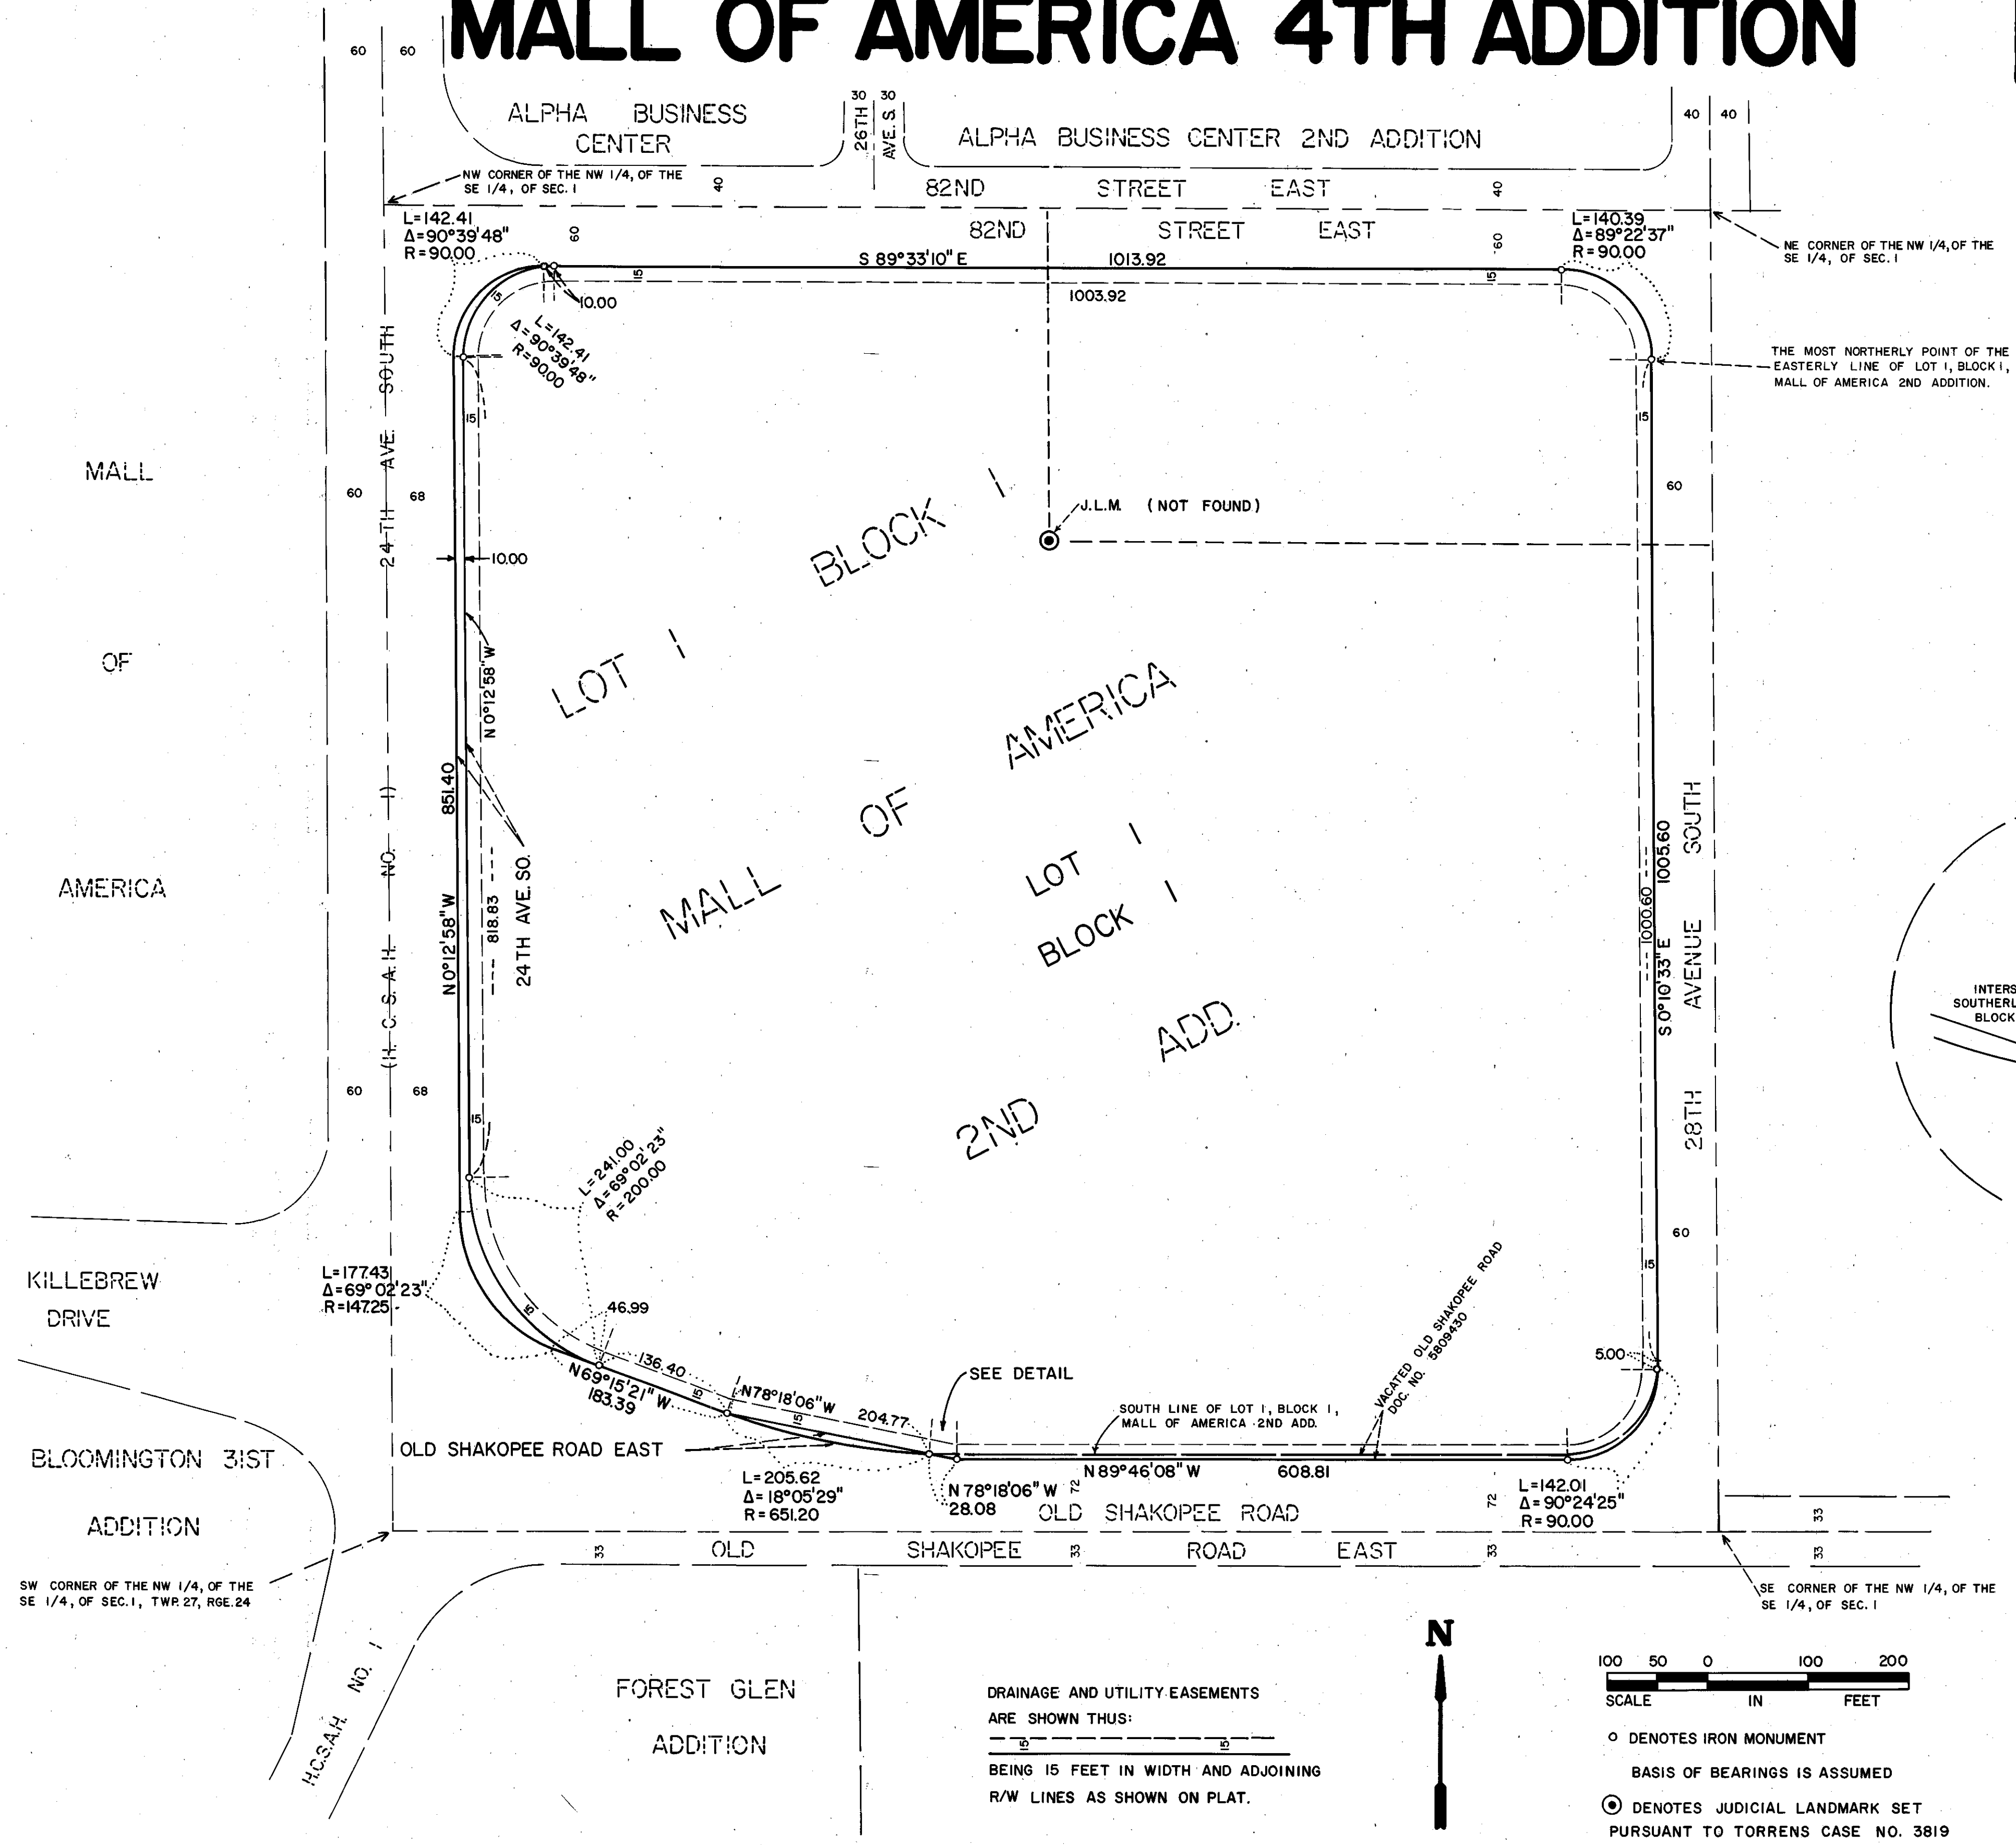 MALL OF AMERICA 4TH ADDITION
60
60
ALPHA BUSINESS
CENTER
30
30
26TH
AVE. S.
ALPHA BUSINESS CENTER 2ND ADDITION
40
40
NW CORNER OF THE NW 1/4, OF THE
SE 1/4, OF SEC. 1
40
82ND STREET EAST
40
L=142.41
Δ=90°39'48"
R=90.00
60
82ND STREET EAST
60
L=140.39
Δ=89°22'37"
R=90.00
NE CORNER OF THE NW 1/4, OF THE
SE 1/4, OF SEC. 1
S 89°33'10" E
1013.92
15
15
15
10.00
1003.92
L=142.41
Δ=90°39'48"
R=90.00
THE MOST NORTHERLY POINT OF THE
EASTERLY LINE OF LOT 1, BLOCK 1,
MALL OF AMERICA 2ND ADDITION.
15
15
MALL
OF
AMERICA
24TH AVE. SOUTH
(H. C. S. A. H. NO. 1)
60
68
60
J.L.M. (NOT FOUND)
10.00
LOT 1 BLOCK 1
N 0°12'58" W
851.40
N 0°12'58" W
818.83
24TH AVE. SO.
MALL OF AMERICA
LOT 1
BLOCK 1
2ND ADD.
1005.60
1000.60
S 0°10'33" E
28TH AVENUE SOUTH
INTERS
SOUTHERL
BLOCK
60
68
15
L=241.00
Δ=69°02'23"
R=200.00
60
15
KILLEBREW
DRIVE
L=177.43
Δ=69°02'23"
R=147.25
15
46.99
136.40
N 69°15'21" W
183.39
15
N 78°18'06" W
15
204.77
SEE DETAIL
SOUTH LINE OF LOT 1, BLOCK 1,
MALL OF AMERICA 2ND ADD.
VACATED OLD SHAKOPEE ROAD
DOC. NO. 5809430
5.00
BLOOMINGTON 31ST
ADDITION
OLD SHAKOPEE ROAD EAST
L=205.62
Δ=18°05'29"
R=651.20
N 78°18'06" W
28.08
N 89°46'08" W
608.81
72
72
L=142.01
Δ=90°24'25"
R=90.00
OLD SHAKOPEE ROAD
33
33
OLD SHAKOPEE ROAD EAST
33
33
33
SW CORNER OF THE NW 1/4, OF THE
SE 1/4, OF SEC. 1, TWP. 27, RGE. 24
SE CORNER OF THE NW 1/4, OF THE
SE 1/4, OF SEC. 1
H.C.S.A.H. NO. 1
FOREST GLEN
ADDITION
DRAINAGE AND UTILITY EASEMENTS
ARE SHOWN THUS:
15
15
BEING 15 FEET IN WIDTH AND ADJOINING
R/W LINES AS SHOWN ON PLAT.
N
100 50 0 100 200
SCALE IN FEET
o DENOTES IRON MONUMENT
BASIS OF BEARINGS IS ASSUMED
DENOTES JUDICIAL LANDMARK SET
PURSUANT TO TORRENS CASE NO. 3819